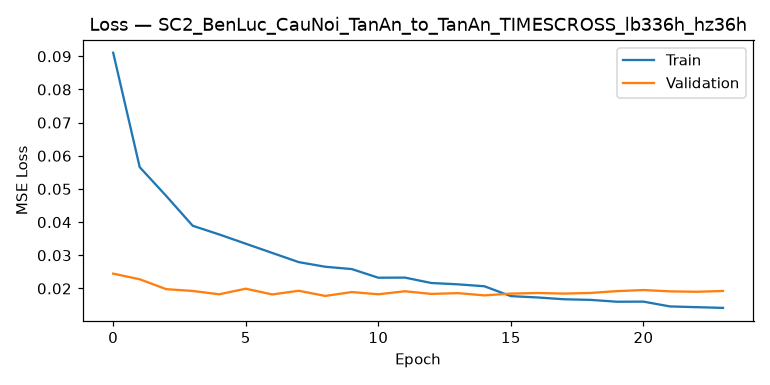 Loss — SC2_BenLuc_CauNoi_TanAn_to_TanAn_TIMESCROSS_lb336h_hz36h
Train
Validation
MSE Loss
0.09
0.08
0.07
0.06
0.05
0.04
0.03
0.02
0 5 10 15 20
Epoch